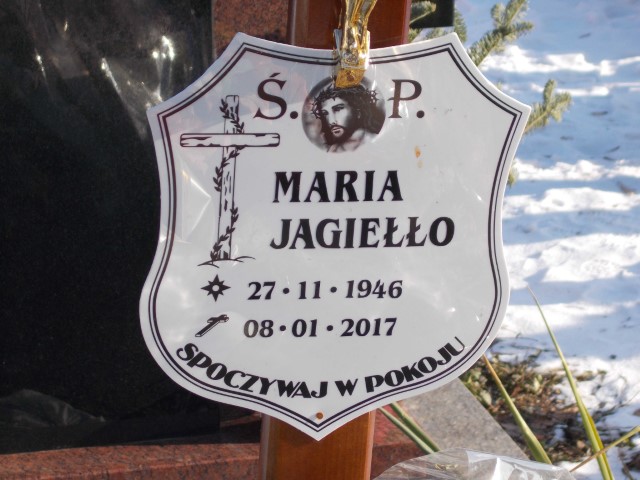 Ś. P.
MARIA
JAGIEŁŁO
27·11·1946
08·01·2017
SPOCZYWAJ W POKOJU